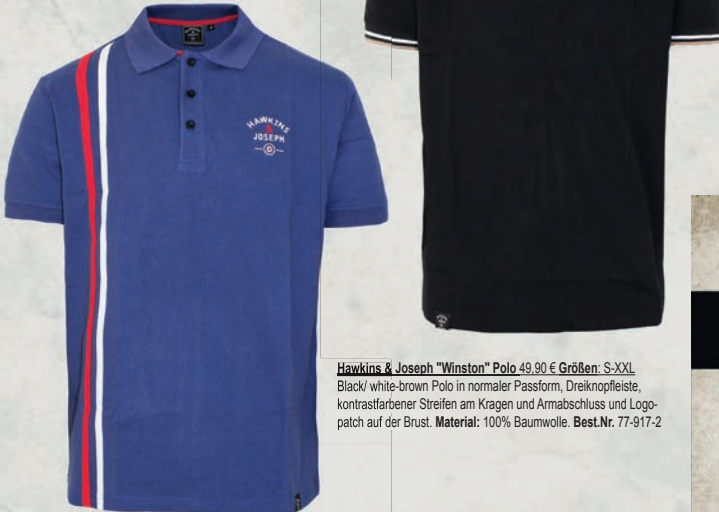 HAWKINS
&
JOSEPH
Hawkins & Joseph "Winston" Polo 49,90 € Größen: S-XXL
Black/ white-brown Polo in normaler Passform, Dreiknopfleiste,
kontrastfarbener Streifen am Kragen und Armabschluss und Logo-
patch auf der Brust. Material: 100% Baumwolle. Best.Nr. 77-917-2